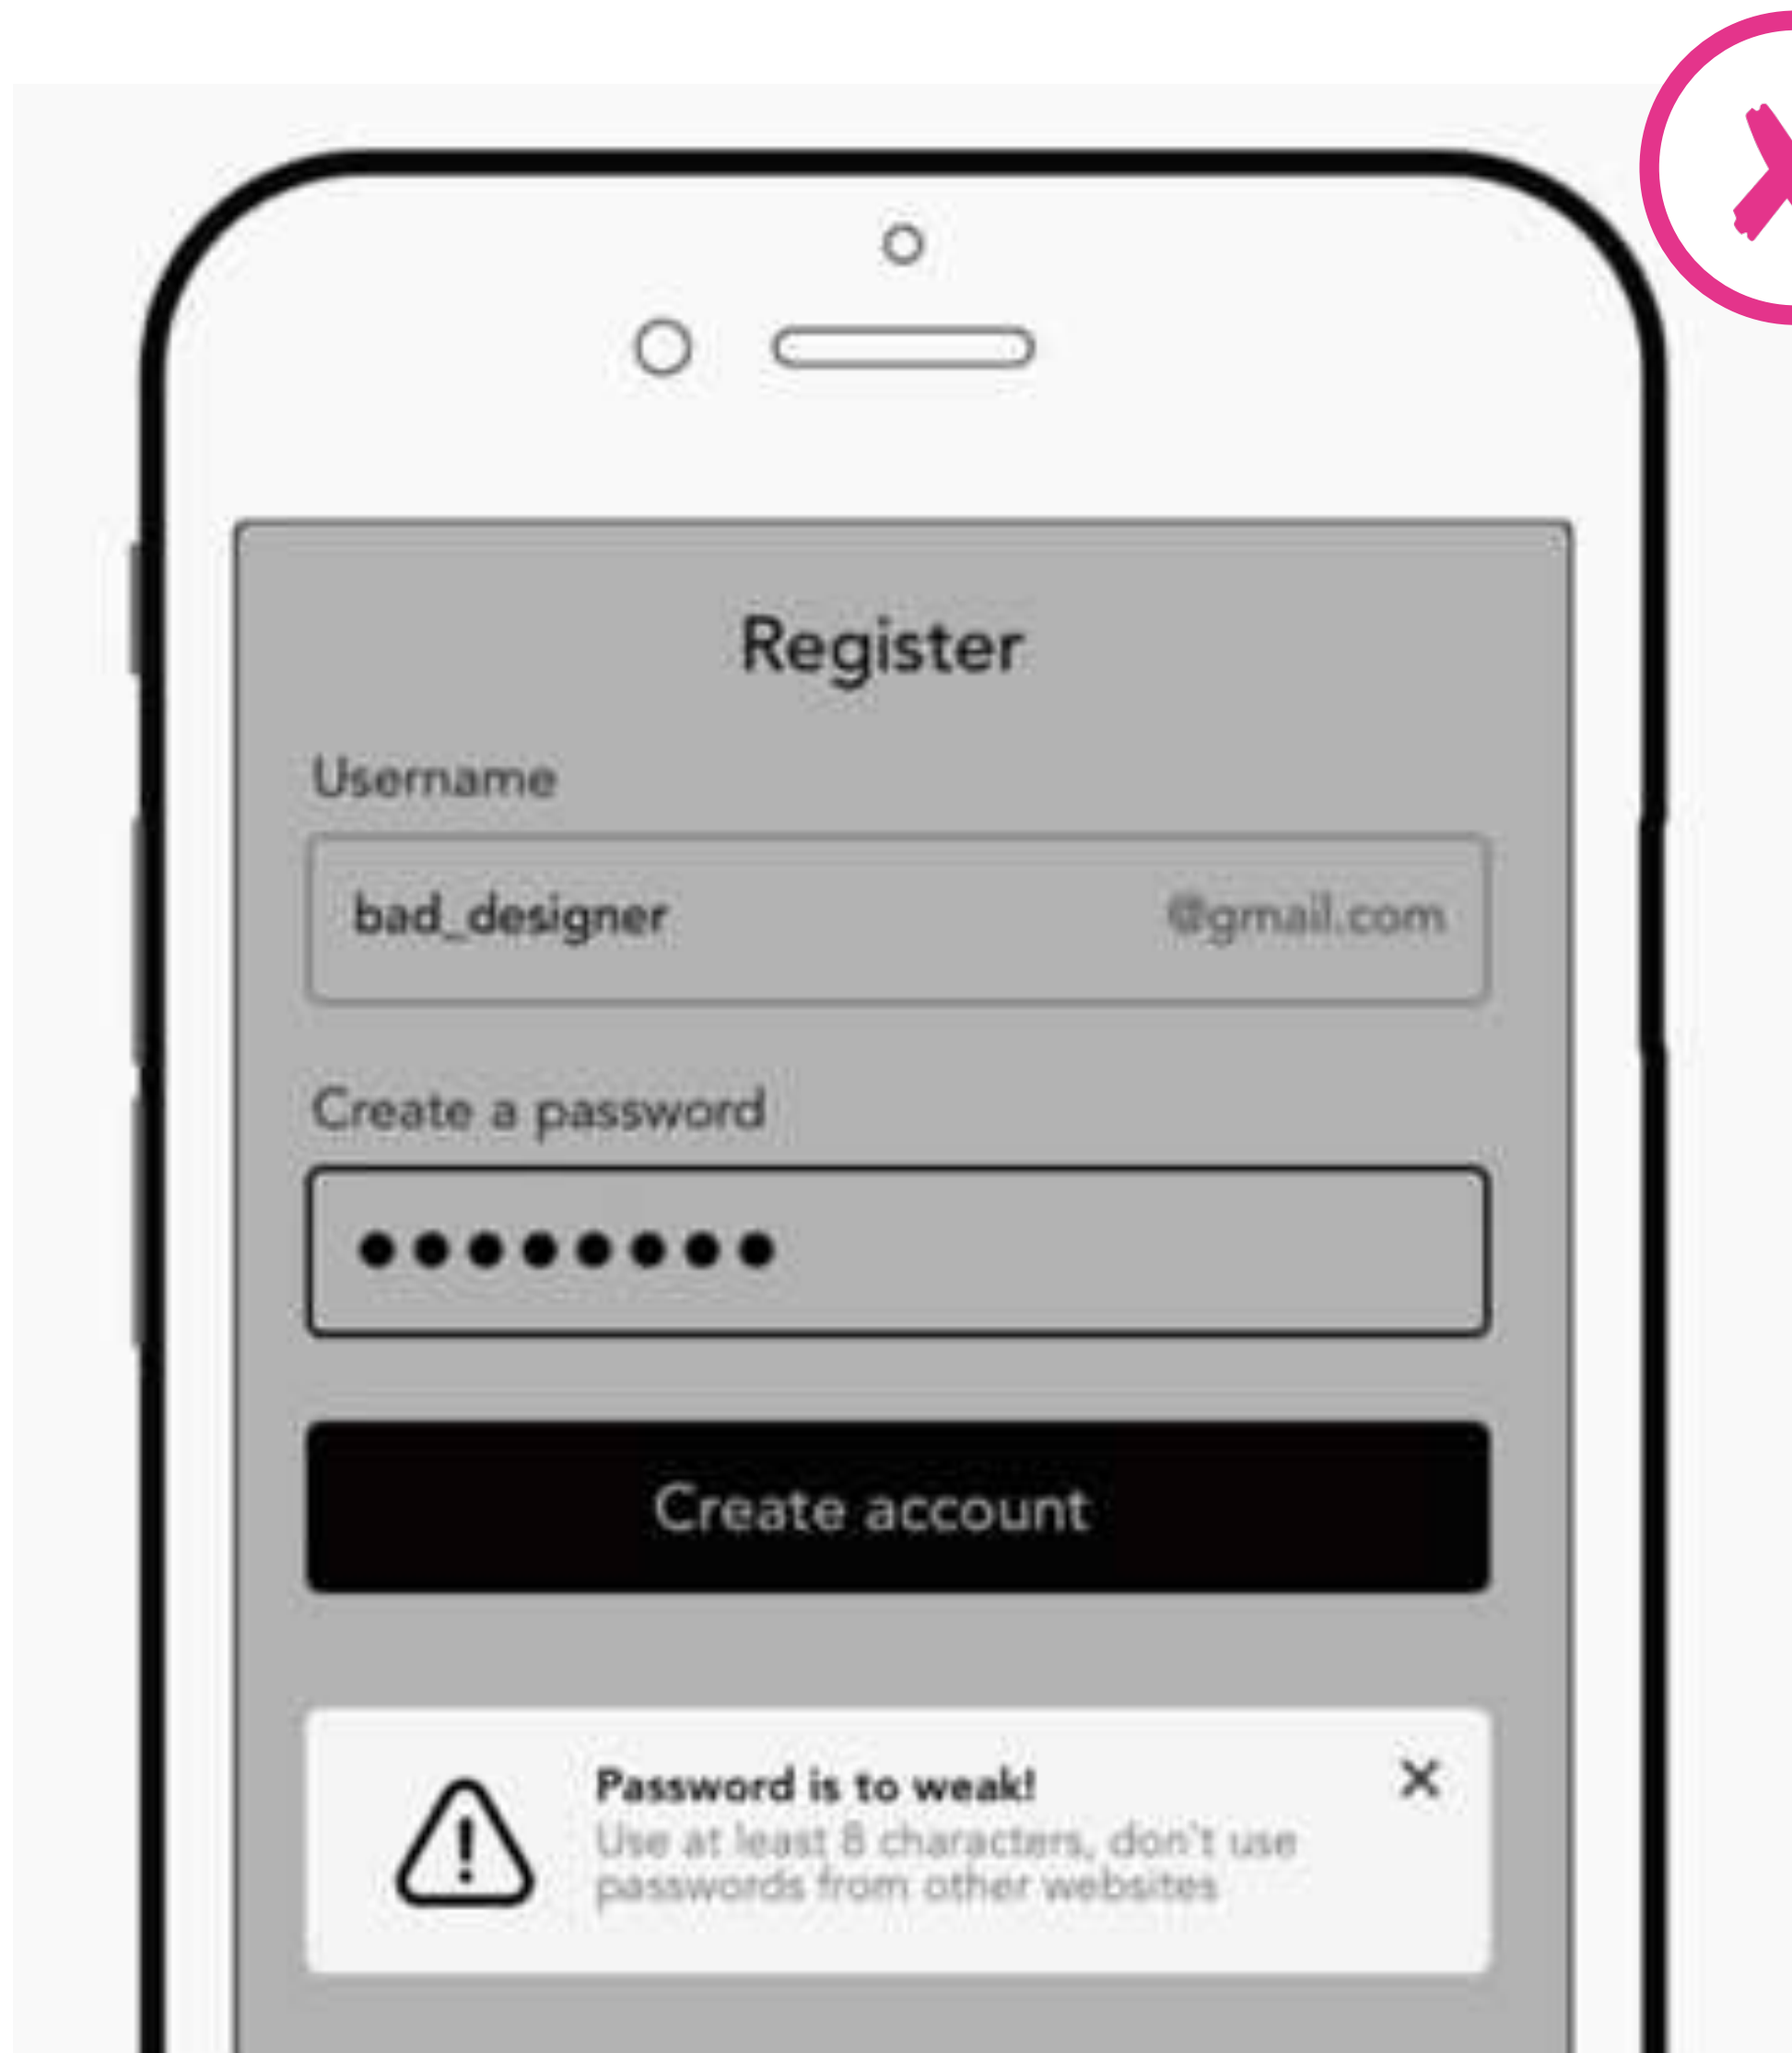 Register
Username
bad_designer @gmail.com
Create a password
Create account
Password is to weak!
Use at least 8 characters, don't use
passwords from other websites